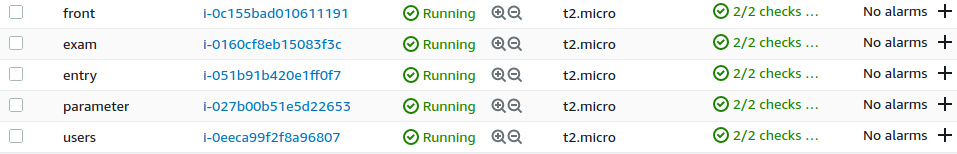 front i-0c155bad010611191 Running t2.micro 2/2 checks ... No alarms +
exam i-0160cf8eb15083f3c Running t2.micro 2/2 checks ... No alarms +
entry i-051b91b420e1ff0f7 Running t2.micro 2/2 checks ... No alarms +
parameter i-027b00b51e5d22653 Running t2.micro 2/2 checks ... No alarms +
users i-0eeca99f2f8a96807 Running t2.micro 2/2 checks ... No alarms +